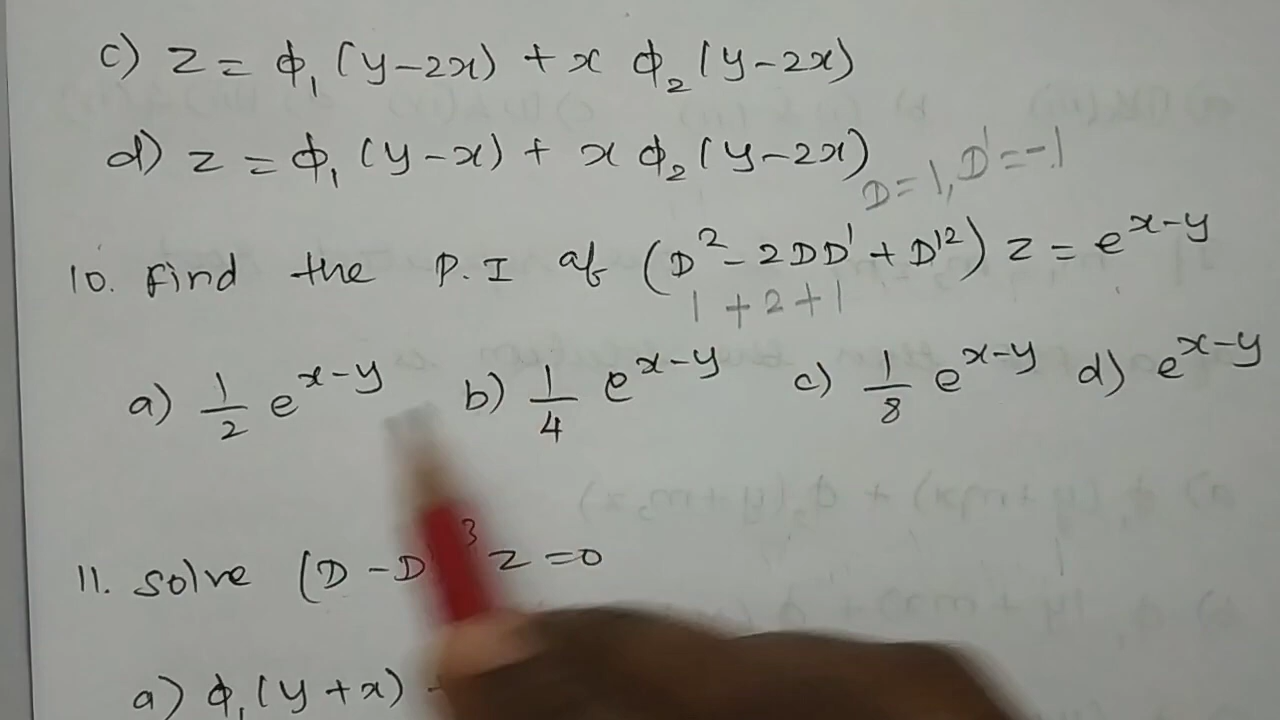 c) z = ϕ₁ (y-2x) + x ϕ₂ (y-2x)
d) z = ϕ₁ (y-x) + x ϕ₂ (y-2x)
D=1, D'=-1
10. Find the P.I of (D² - 2DD' + D'²) z = e^{x-y}
1 + 2 + 1
a) 1/2 e^{x-y} b) 1/4 e^{x-y} c) 1/8 e^{x-y} d) e^{x-y}
11. Solve (D - D ³ z = 0
a) ϕ₁ (y+x)